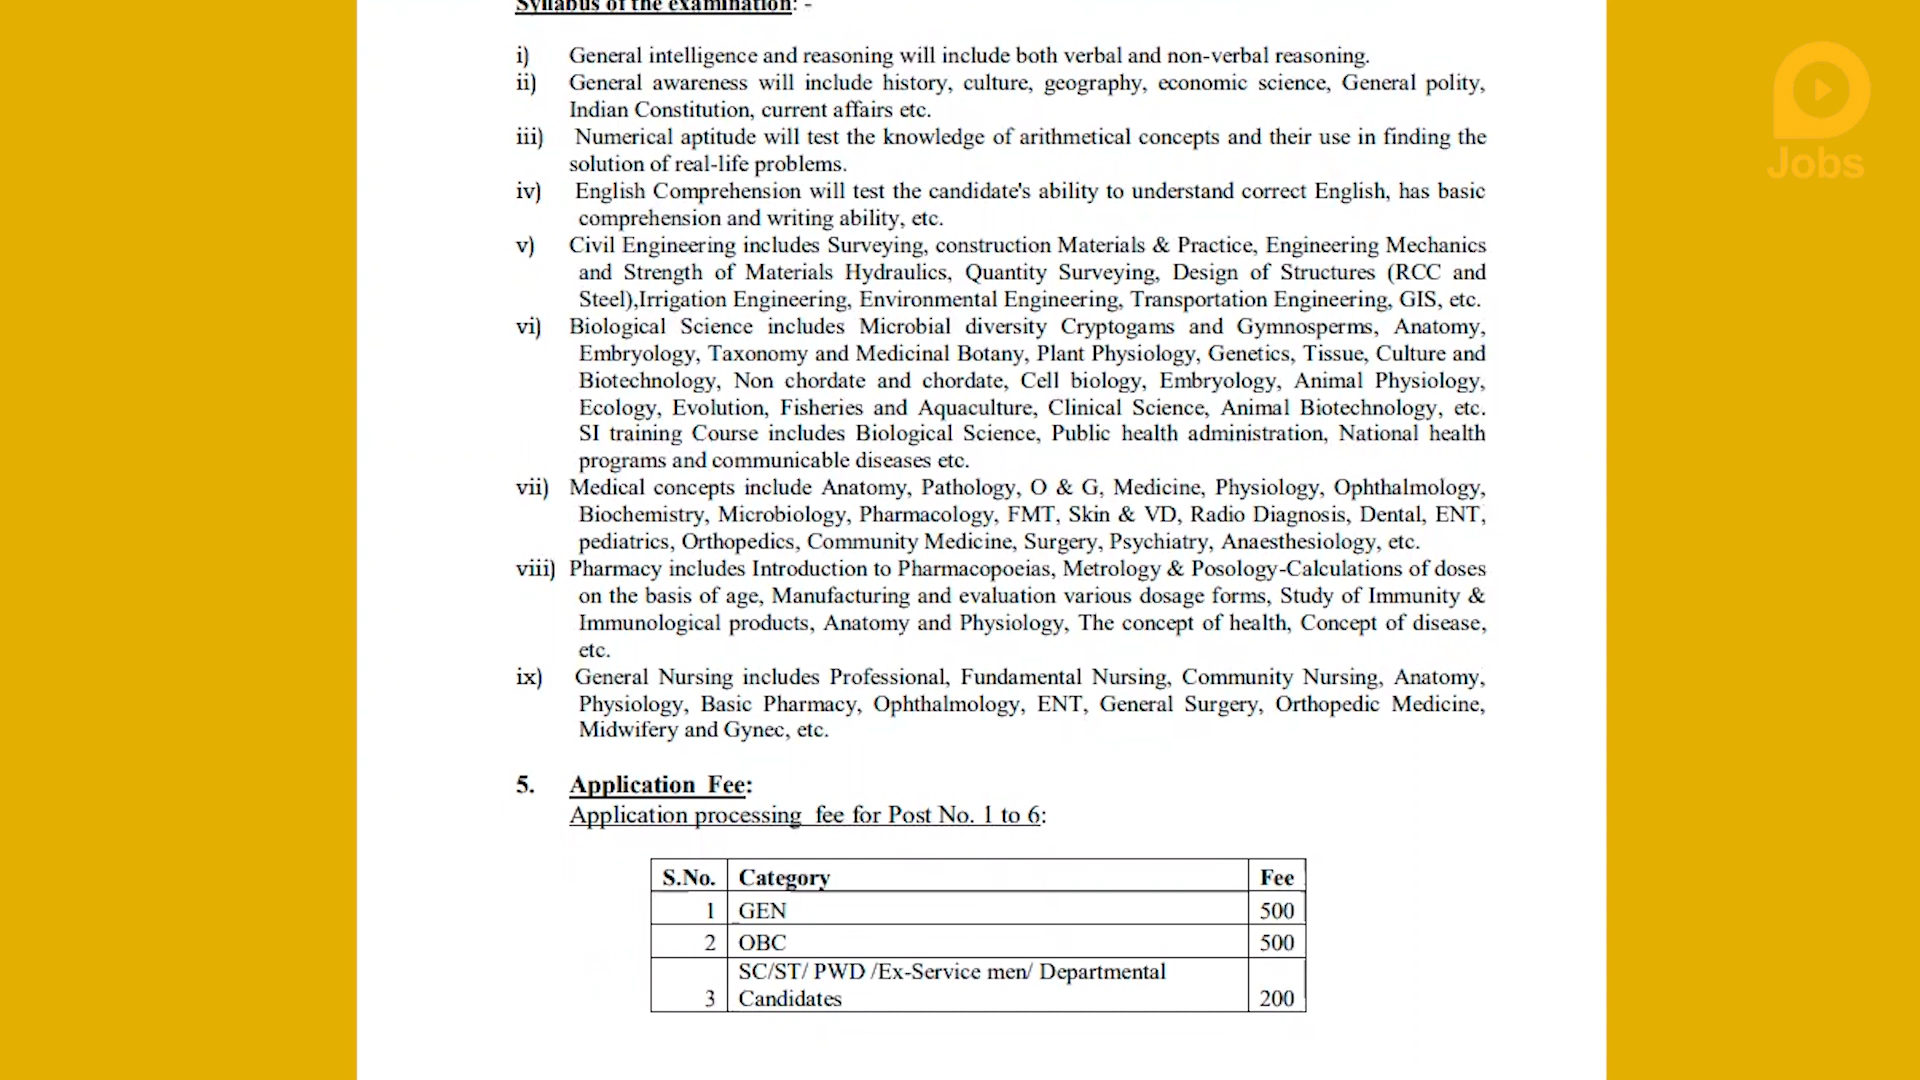 Syllabus of the examination: -
i) General intelligence and reasoning will include both verbal and non-verbal reasoning.
ii) General awareness will include history, culture, geography, economic science, General polity,
Indian Constitution, current affairs etc.
iii) Numerical aptitude will test the knowledge of arithmetical concepts and their use in finding the
solution of real-life problems.
iv) English Comprehension will test the candidate's ability to understand correct English, has basic
comprehension and writing ability, etc.
v) Civil Engineering includes Surveying, construction Materials & Practice, Engineering Mechanics
and Strength of Materials Hydraulics, Quantity Surveying, Design of Structures (RCC and
Steel),Irrigation Engineering, Environmental Engineering, Transportation Engineering, GIS, etc.
vi) Biological Science includes Microbial diversity Cryptogams and Gymnosperms, Anatomy,
Embryology, Taxonomy and Medicinal Botany, Plant Physiology, Genetics, Tissue, Culture and
Biotechnology, Non chordate and chordate, Cell biology, Embryology, Animal Physiology,
Ecology, Evolution, Fisheries and Aquaculture, Clinical Science, Animal Biotechnology, etc.
SI training Course includes Biological Science, Public health administration, National health
programs and communicable diseases etc.
vii) Medical concepts include Anatomy, Pathology, O & G, Medicine, Physiology, Ophthalmology,
Biochemistry, Microbiology, Pharmacology, FMT, Skin & VD, Radio Diagnosis, Dental, ENT,
pediatrics, Orthopedics, Community Medicine, Surgery, Psychiatry, Anaesthesiology, etc.
viii) Pharmacy includes Introduction to Pharmacopoeias, Metrology & Posology-Calculations of doses
on the basis of age, Manufacturing and evaluation various dosage forms, Study of Immunity &
Immunological products, Anatomy and Physiology, The concept of health, Concept of disease,
etc.
ix) General Nursing includes Professional, Fundamental Nursing, Community Nursing, Anatomy,
Physiology, Basic Pharmacy, Ophthalmology, ENT, General Surgery, Orthopedic Medicine,
Midwifery and Gynec, etc.
5. Application Fee:
Application processing fee for Post No. 1 to 6:
S.No. Category Fee
1 GEN 500
2 OBC 500
SC/ST/ PWD /Ex-Service men/ Departmental
3 Candidates 200
Jobs